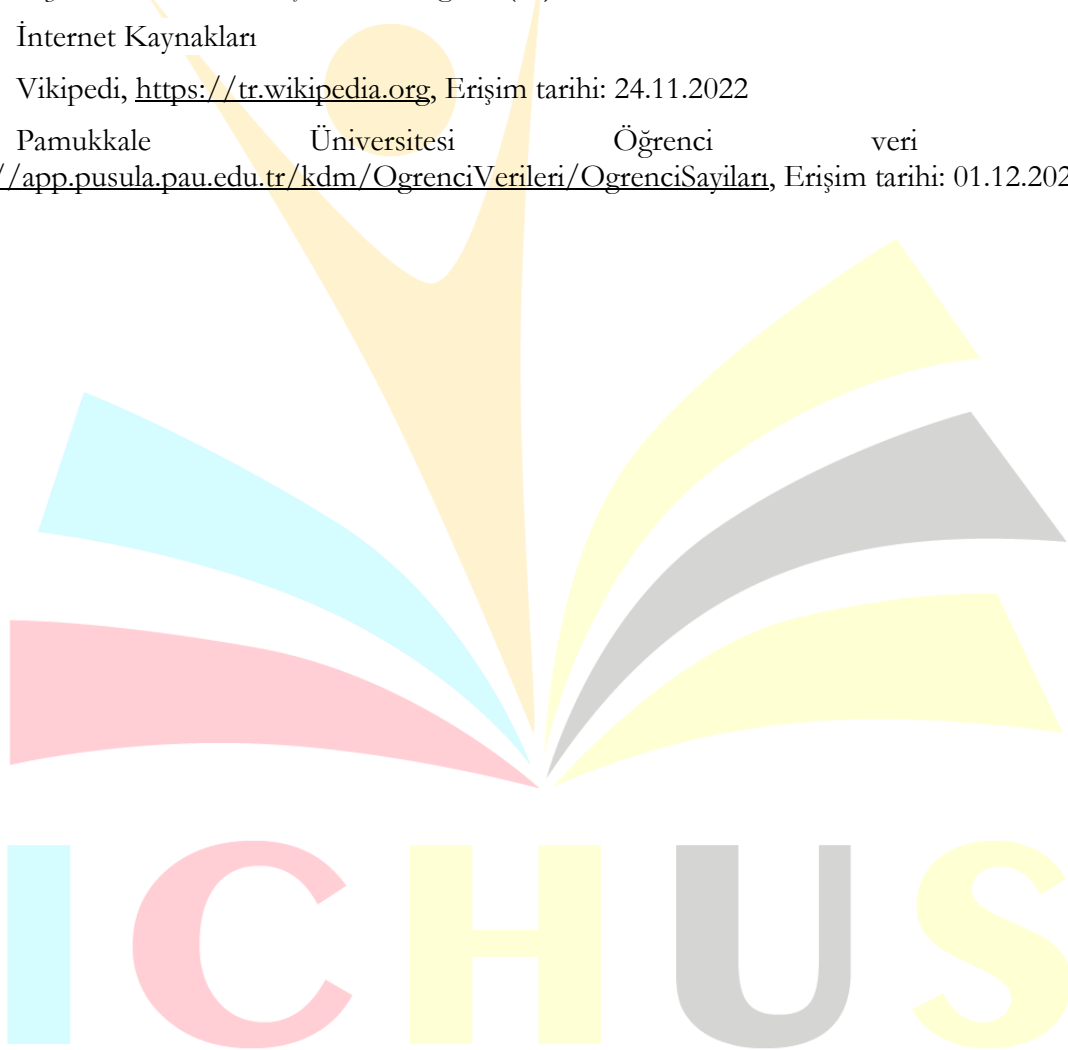 İnternet Kaynakları
Vikipedi, https://tr.wikipedia.org, Erişim tarihi: 24.11.2022
Pamukkale Üniversitesi Öğrenci veri
//app.pusula.pau.edu.tr/kdm/OgrenciVerileri/OgrenciSayiları, Erişim tarihi: 01.12.202
ICHUS